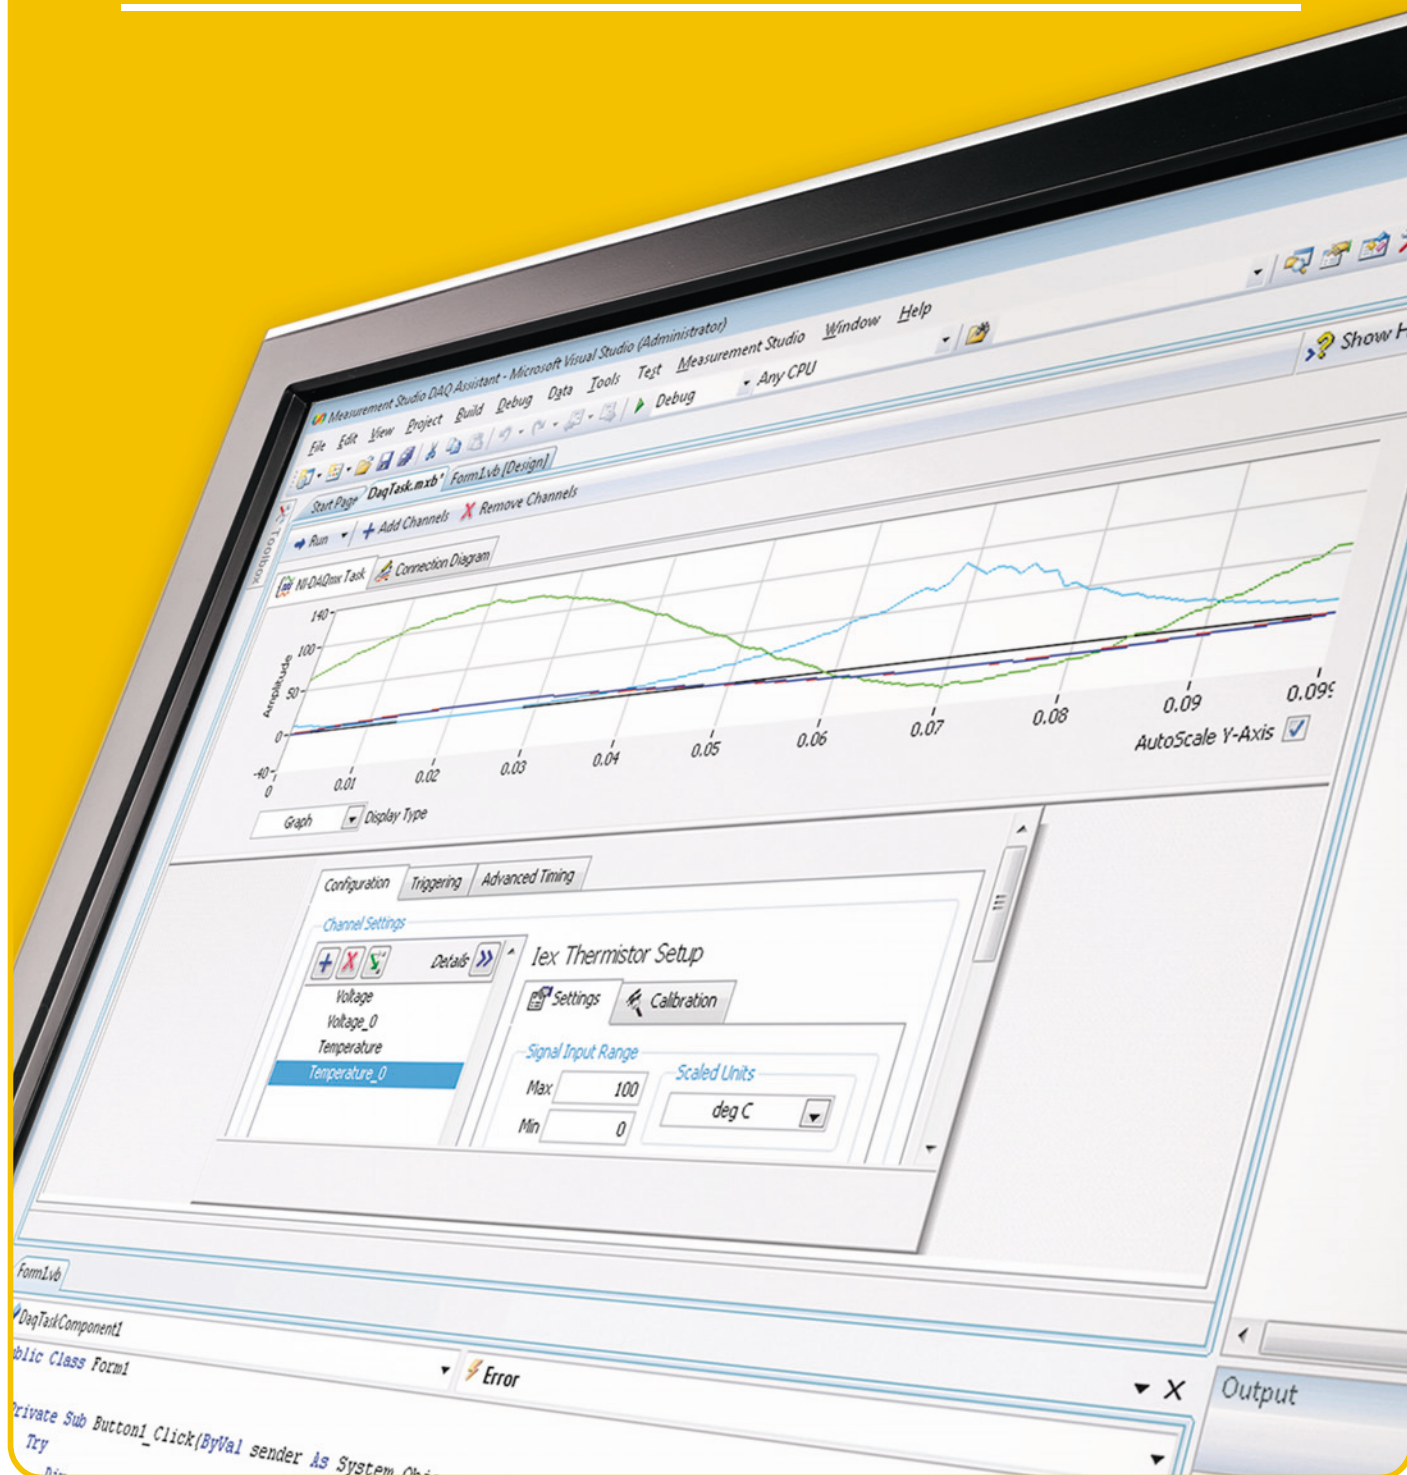 Measurement Studio DAQ Assistant - Microsoft Visual Studio (Administrator)
File Edit View Project Build Debug Data Tools Test Measurement Studio Window Help
Debug Any CPU
Start Page DaqTask.mxb* Form1.vb [Design]
Show H
Toolbox
Run Add Channels Remove Channels
NI-DAQmx Task Connection Diagram
Amplitude
140
100
50
0
-40
0 0.01 0.02 0.03 0.04 0.05 0.06 0.07 0.08 0.09 0.099
AutoScale Y-Axis
Graph Display Type
Configuration Triggering Advanced Timing
Channel Settings
Details
Voltage
Voltage_0
Temperature
Temperature_0
Iex Thermistor Setup
Settings Calibration
Signal Input Range
Max 100
Min 0
Scaled Units
deg C
Form1.vb
DaqTaskComponent1
Error
Output
blic Class Form1
Private Sub Button1_Click(ByVal sender As System.Obj
Try